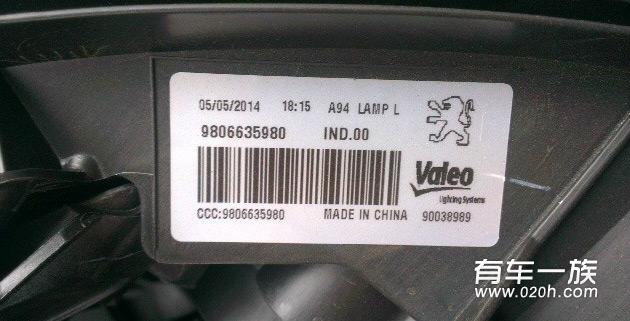 05/05/2014 18:15 A94 LAMP L
9806635980 IND.00
Valeo
Lighting Systems
CCC:9806635980 MADE IN CHINA 90038989
有车一族
www.020h.com